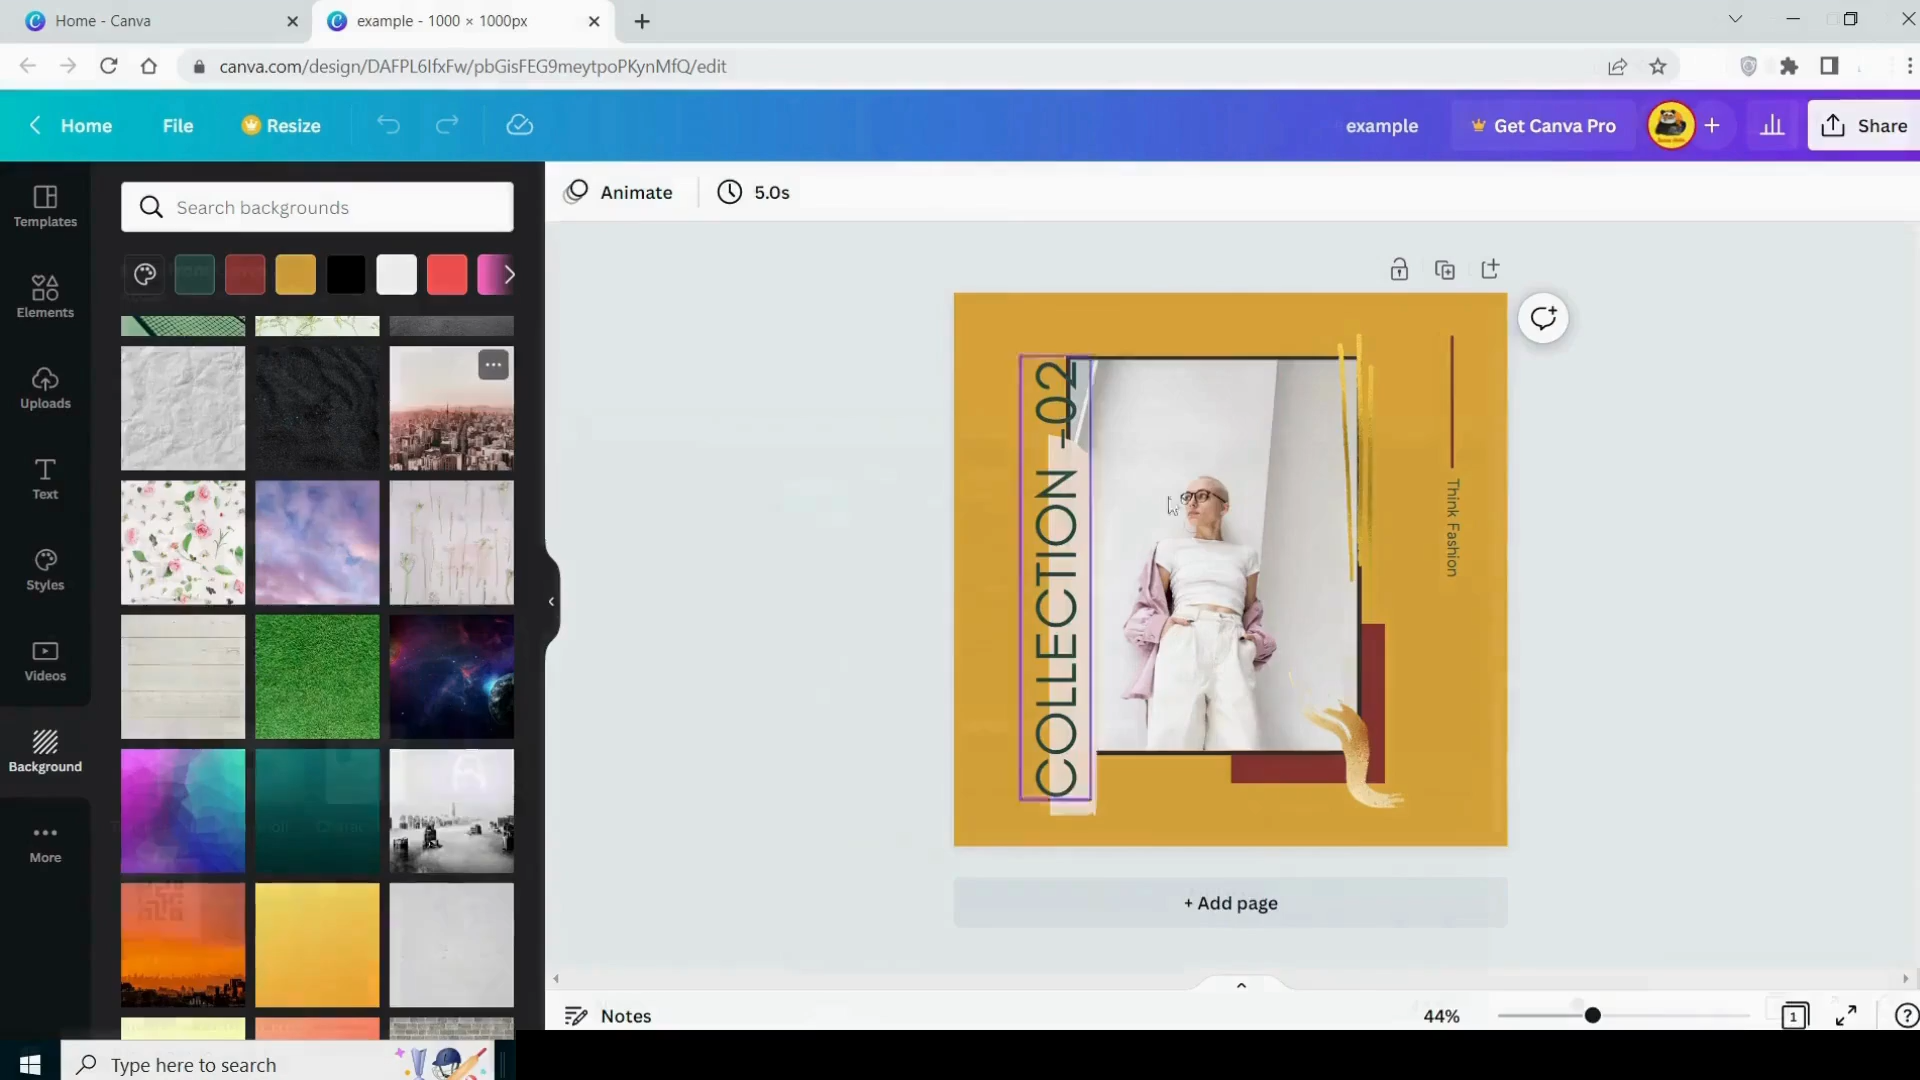 Home - Canva
example - 1000 × 1000px
canva.com/design/DAFPL6IfxFw/pbGisFEG9meytpoPKynMfQ/edit
Home
File
Resize
example
Get Canva Pro
Share
Templates
Elements
Uploads
Text
Styles
Videos
Background
More
Search backgrounds
Animate
5.0s
COLLECTION -02
Think Fashion
+ Add page
Notes
44%
1
Type here to search